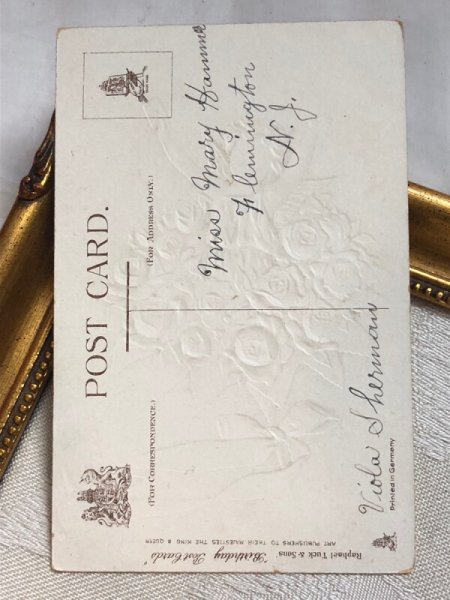 POST CARD.
(FOR CORRESPONDENCE.)
(FOR ADDRESS ONLY.)
Miss Mary Hamme
Flemington
N. J.
Viola Sherman
Printed in Germany
Raphael Tuck & Sons' "Birthday Post Cards"
ART PUBLISHERS TO THEIR MAJESTIES THE KING & QUEEN